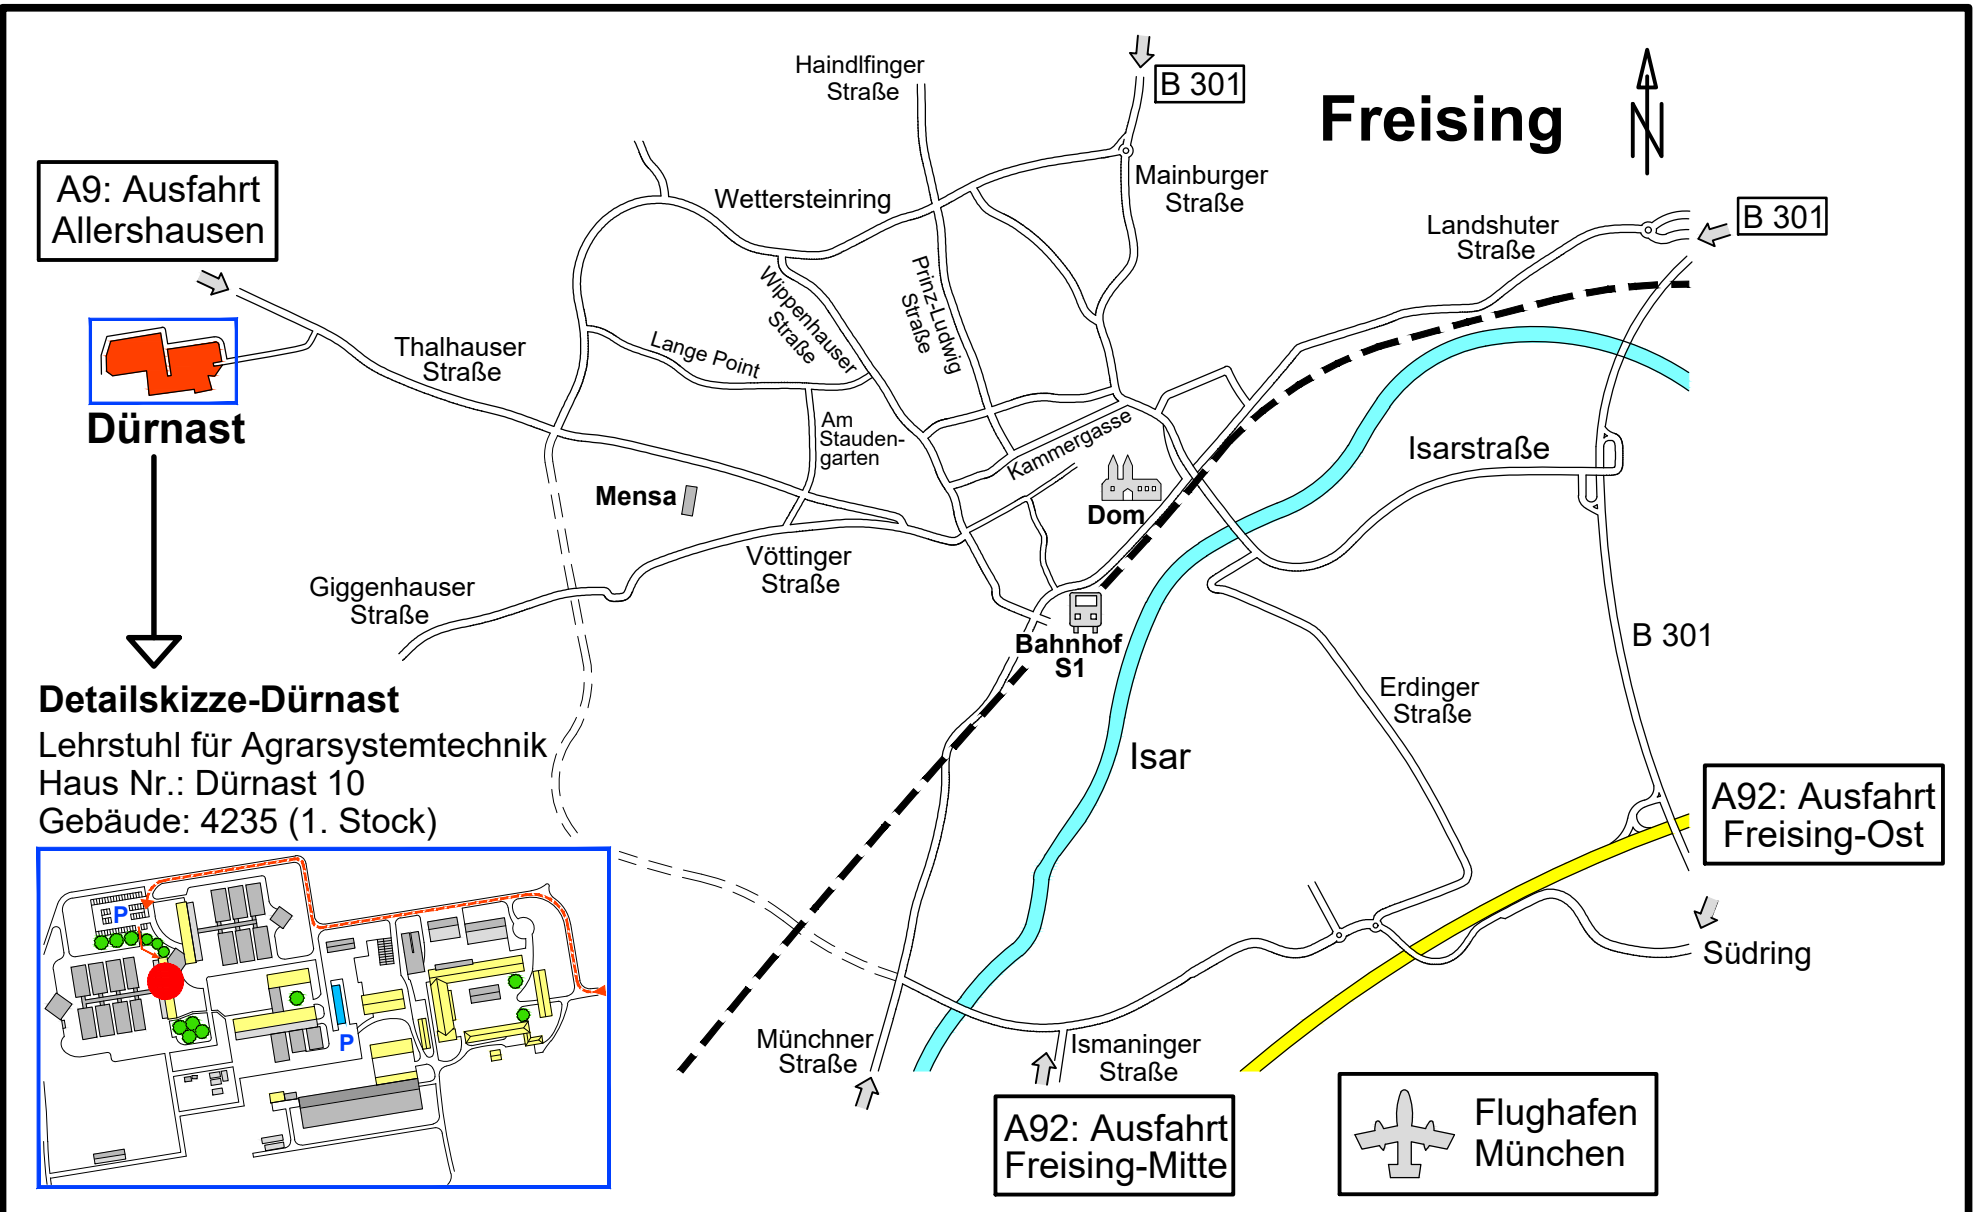 Haindlfinger
Straße
B 301
Freising
N
A9: Ausfahrt
Allershausen
Wettersteinring
Mainburger
Straße
Landshuter
Straße
B 301
Thalhauser
Straße
Lange Point
Wippenhauser
Straße
Prinz-Ludwig
Straße
Dürnast
Am
Stauden-
garten
Kammergasse
Isarstraße
Mensa
Dom
Vöttinger
Straße
Giggenhauser
Straße
Bahnhof
S1
B 301
Erdinger
Straße
Isar
Detailskizze-Dürnast
Lehrstuhl für Agrarsystemtechnik
Haus Nr.: Dürnast 10
Gebäude: 4235 (1. Stock)
A92: Ausfahrt
Freising-Ost
Südring
P
P
Münchner
Straße
Ismaninger
Straße
A92: Ausfahrt
Freising-Mitte
Flughafen
München